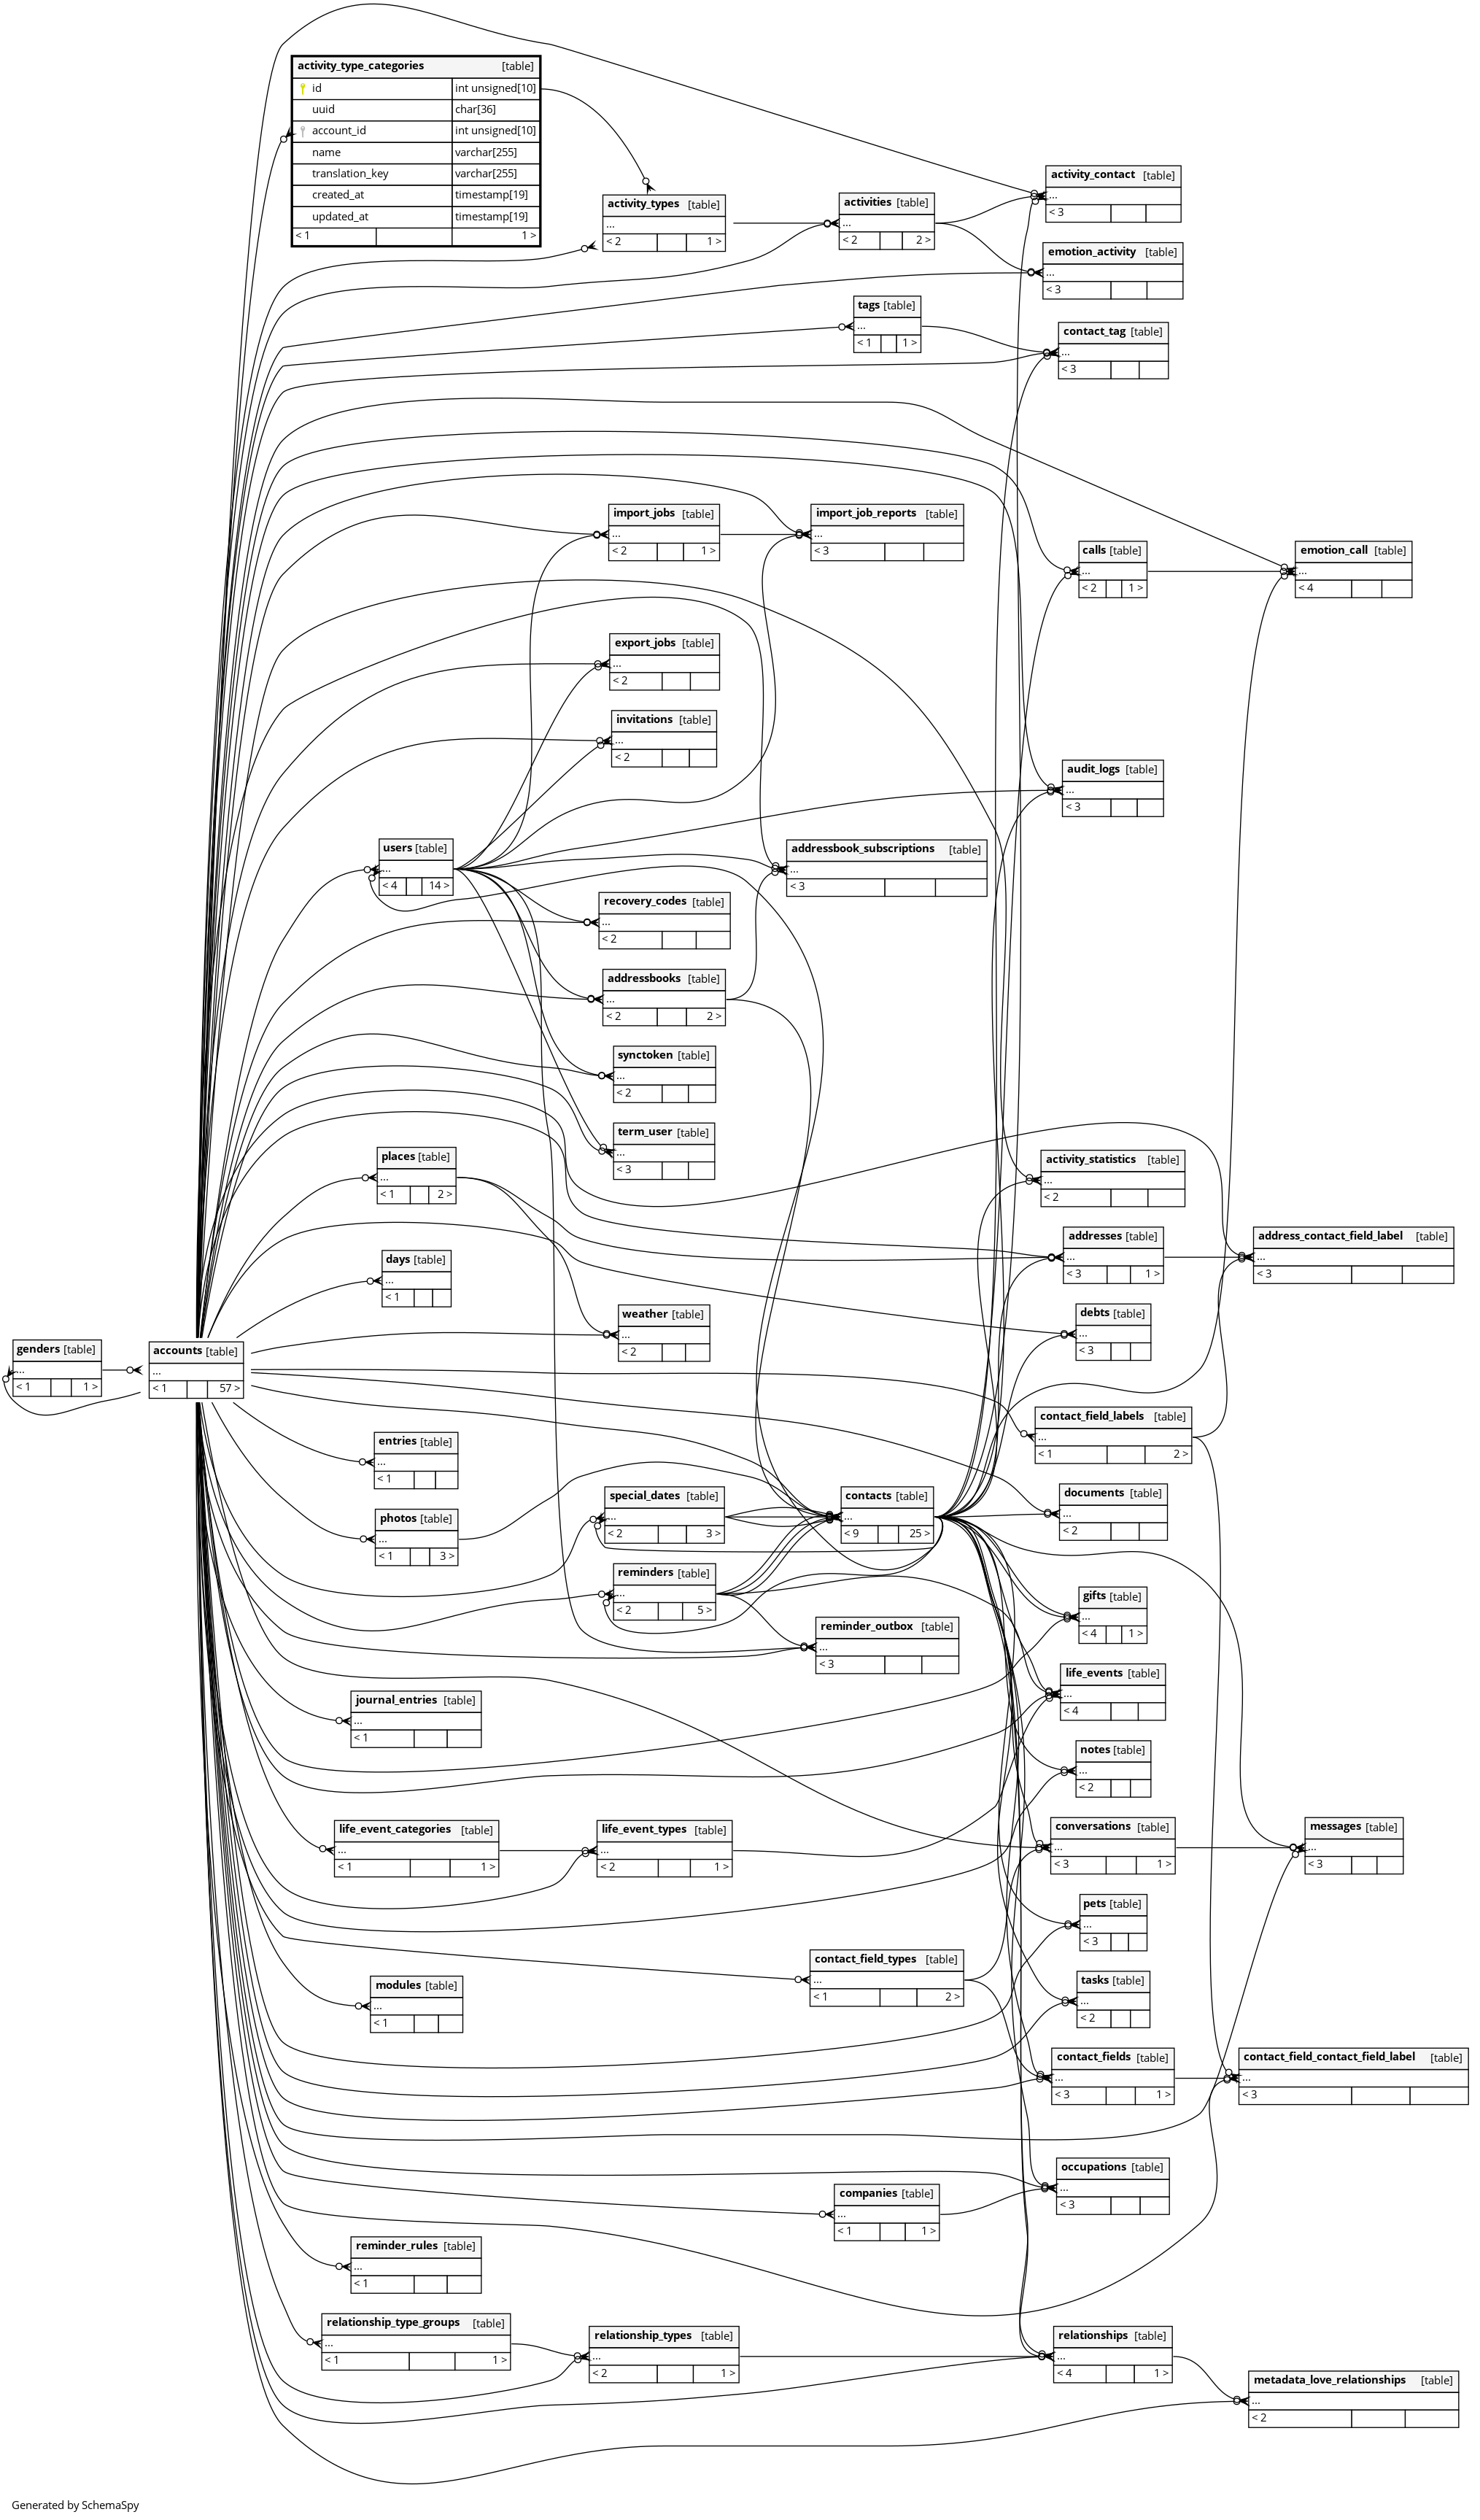 activity_type_categories [table]
id int unsigned[10]
uuid char[36]
account_id int unsigned[10]
name varchar[255]
translation_key varchar[255]
created_at timestamp[19]
updated_at timestamp[19]
< 1 1 >
activity_types [table]
...
< 2 1 >
activities [table]
...
< 2 2 >
activity_contact [table]
...
< 3
emotion_activity [table]
...
< 3
tags [table]
...
< 1 1 >
contact_tag [table]
...
< 3
import_jobs [table]
...
< 2 1 >
import_job_reports [table]
...
< 3
calls [table]
...
< 2 1 >
emotion_call [table]
...
< 4
export_jobs [table]
...
< 2
invitations [table]
...
< 2
audit_logs [table]
...
< 3
users [table]
...
< 4 14 >
addressbook_subscriptions [table]
...
< 3
recovery_codes [table]
...
< 2
addressbooks [table]
...
< 2 2 >
synctoken [table]
...
< 2
term_user [table]
...
< 3
places [table]
...
< 1 2 >
activity_statistics [table]
...
< 2
addresses [table]
...
< 3 1 >
address_contact_field_label [table]
...
< 3
days [table]
...
< 1
weather [table]
...
< 2
debts [table]
...
< 3
genders [table]
...
< 1 1 >
accounts [table]
...
< 1 57 >
contact_field_labels [table]
...
< 1 2 >
entries [table]
...
< 1
photos [table]
...
< 1 3 >
special_dates [table]
...
< 2 3 >
contacts [table]
...
< 9 25 >
documents [table]
...
< 2
reminders [table]
...
< 2 5 >
gifts [table]
...
< 4 1 >
reminder_outbox [table]
...
< 3
life_events [table]
...
< 4
journal_entries [table]
...
< 1
notes [table]
...
< 2
life_event_categories [table]
...
< 1 1 >
life_event_types [table]
...
< 2 1 >
conversations [table]
...
< 3 1 >
messages [table]
...
< 3
pets [table]
...
< 3
contact_field_types [table]
...
< 1 2 >
modules [table]
...
< 1
tasks [table]
...
< 2
contact_fields [table]
...
< 3 1 >
contact_field_contact_field_label [table]
...
< 3
occupations [table]
...
< 3
companies [table]
...
< 1 1 >
reminder_rules [table]
...
< 1
relationship_type_groups [table]
...
< 1 1 >
relationship_types [table]
...
< 2 1 >
relationships [table]
...
< 4 1 >
metadata_love_relationships [table]
...
< 2
Generated by SchemaSpy